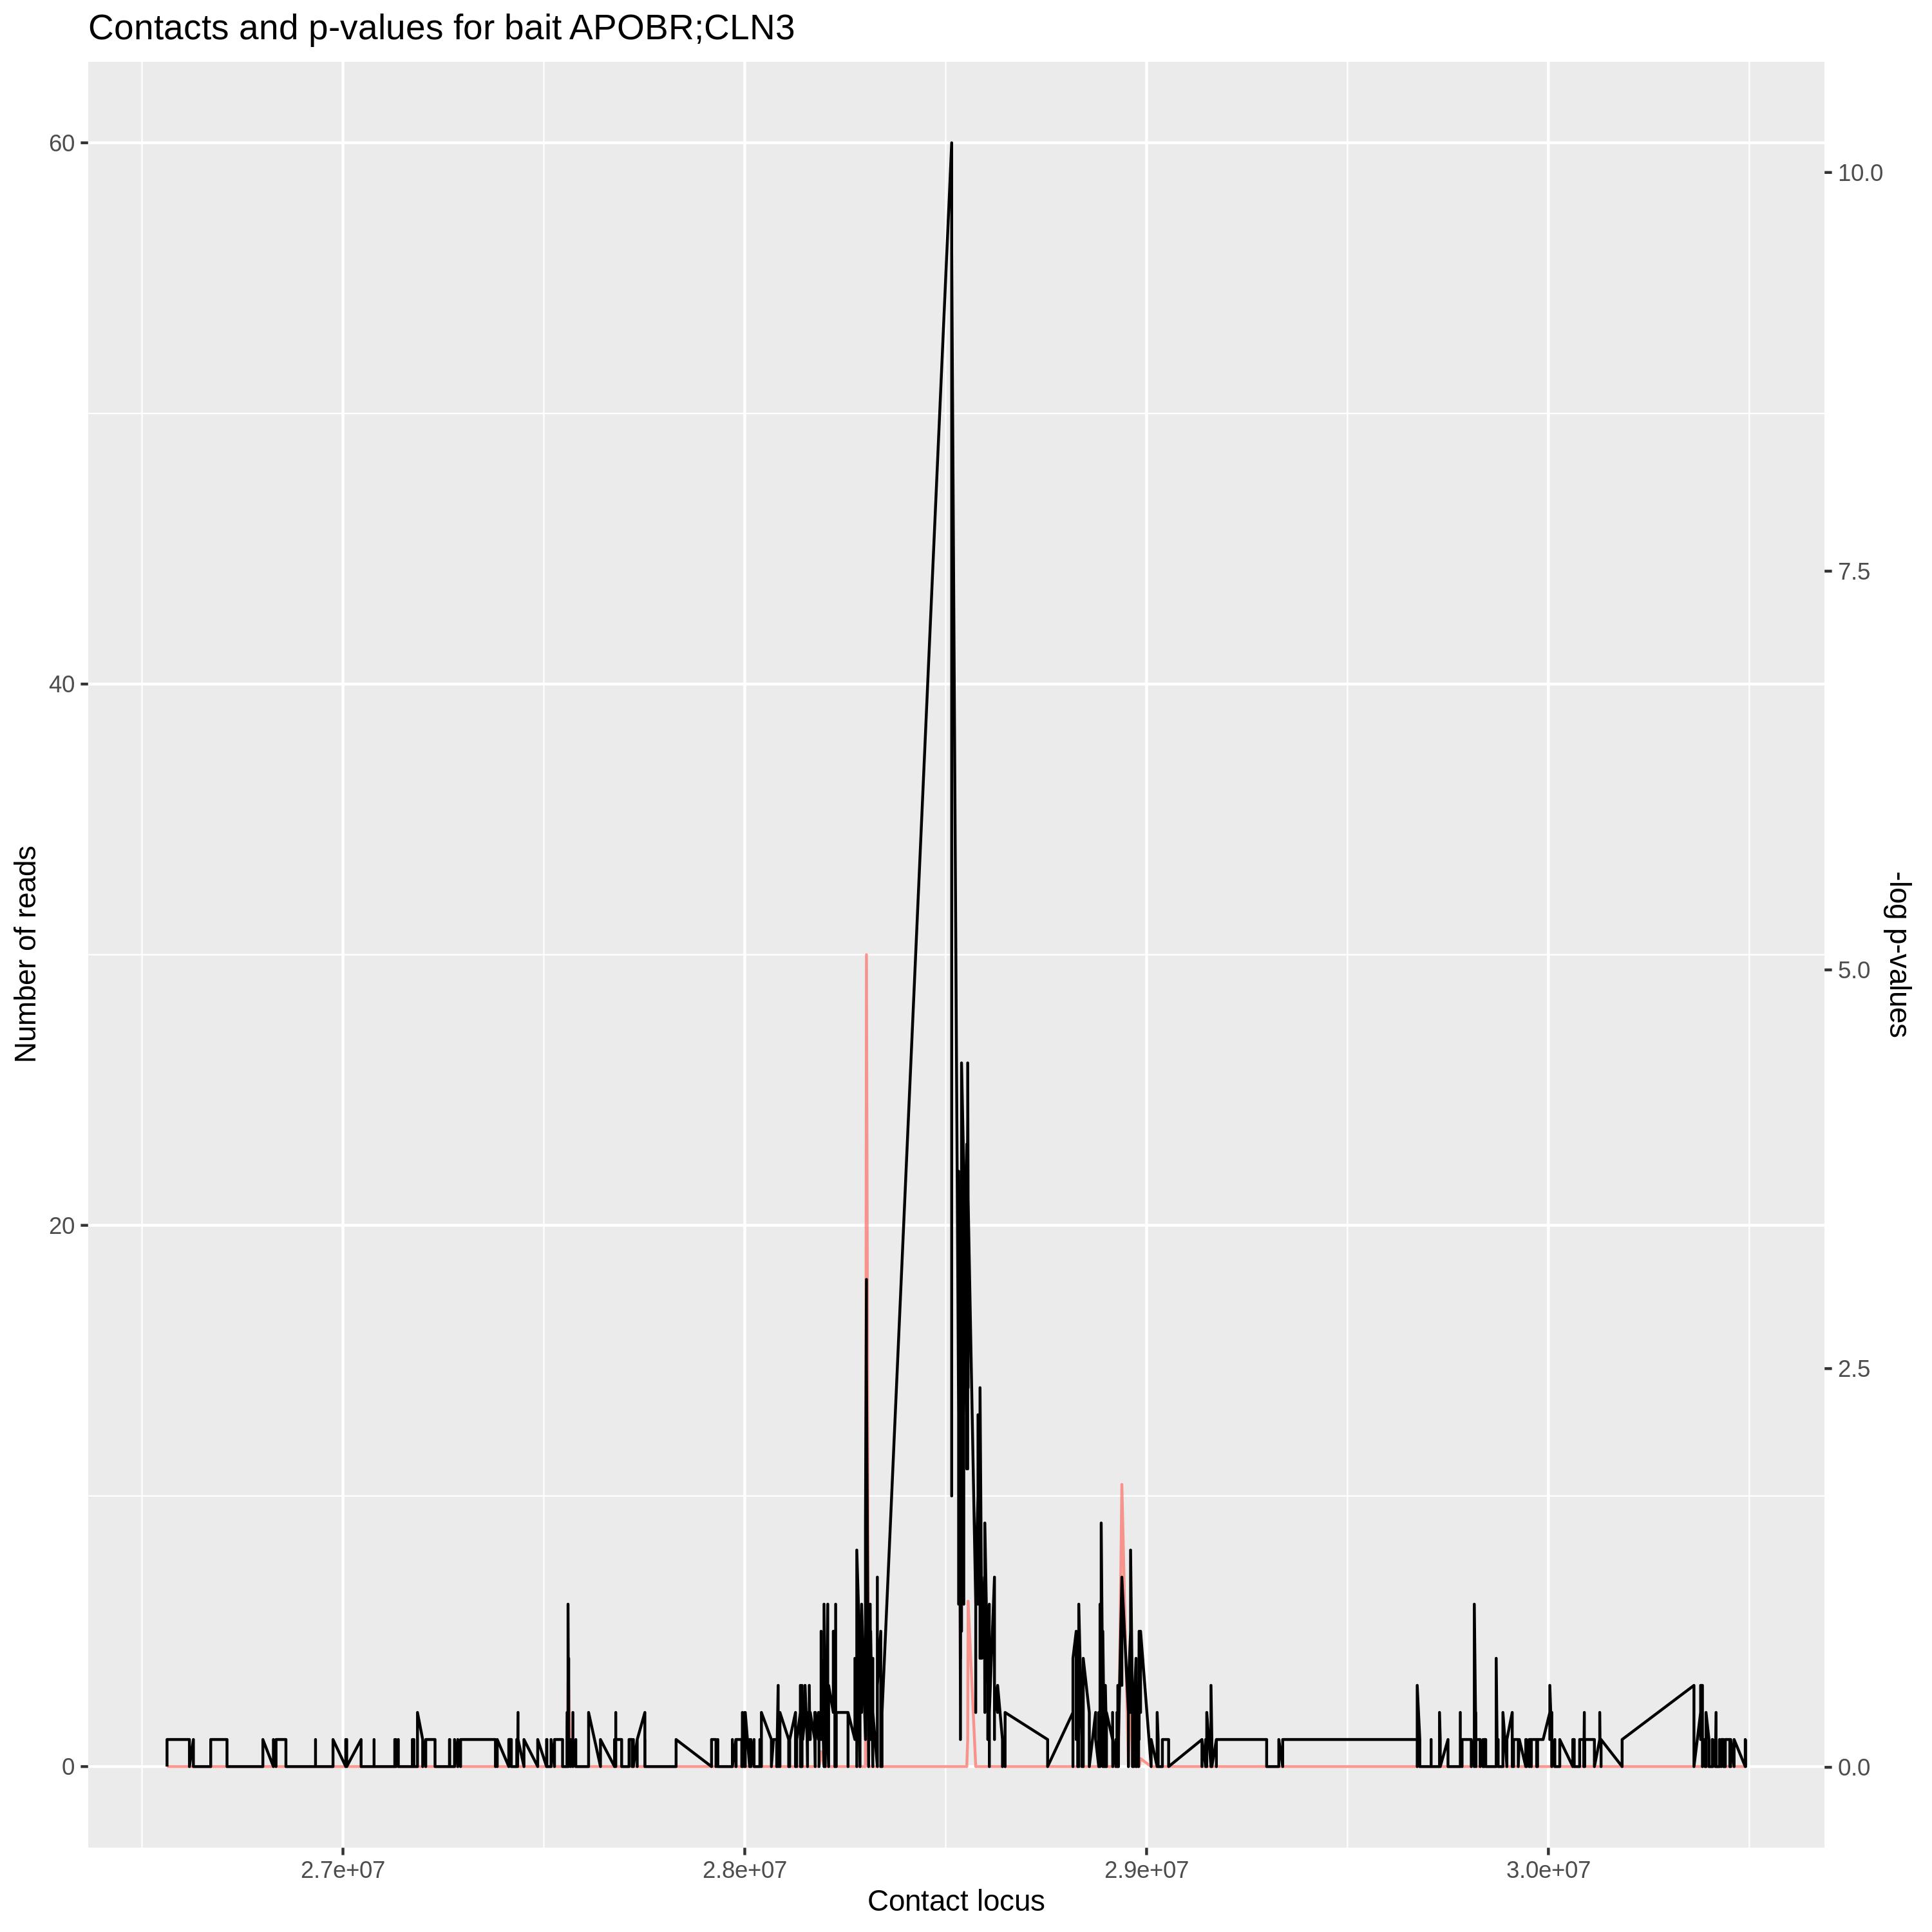 Contacts and p-values for bait APOBR;CLN3
60
40
20
0
Number of reads
10.0
7.5
5.0
2.5
0.0
-log p-values
2.7e+07
2.8e+07
2.9e+07
3.0e+07
Contact locus